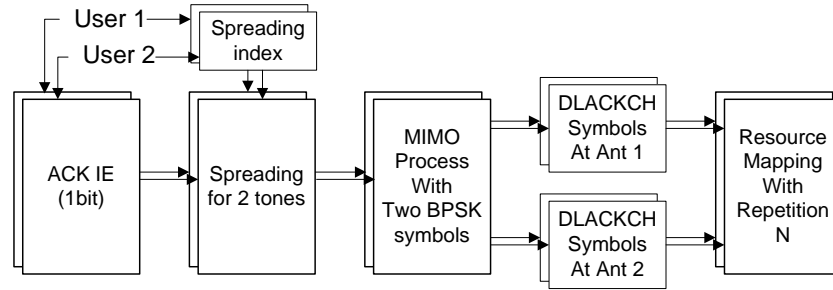 User 1
User 2
Spreading
index
ACK IE
(1bit)
Spreading
for 2 tones
MIMO
Process
With
Two BPSK
symbols
DLACKCH
Symbols
At Ant 1
DLACKCH
Symbols
At Ant 2
Resource
Mapping
With
Repetition
N